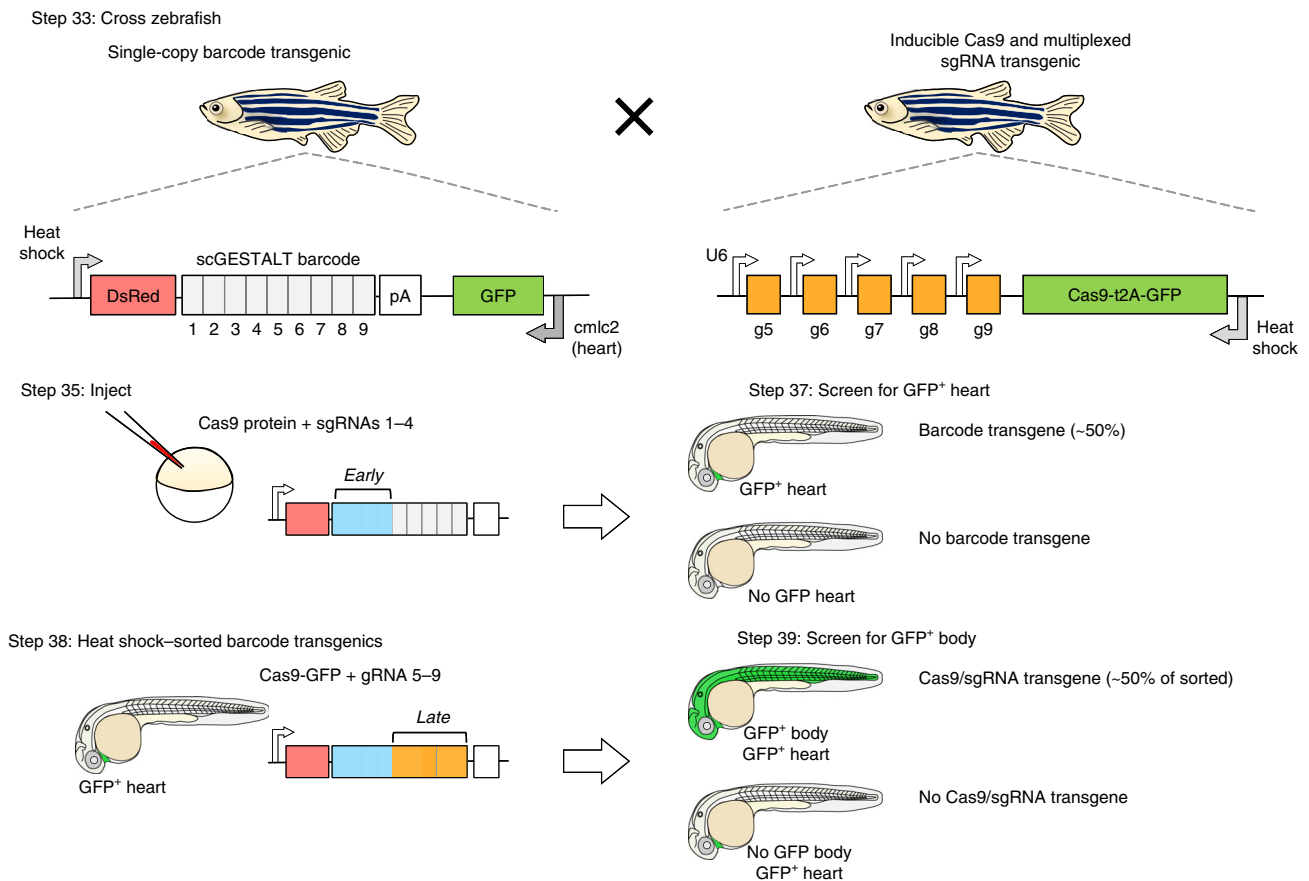 Step 33: Cross zebrafish
Single-copy barcode transgenic
Inducible Cas9 and multiplexed
sgRNA transgenic
Heat
shock
scGESTALT barcode
DsRed
pA
GFP
1 2 3 4 5 6 7 8 9
cmlc2
(heart)
U6
Cas9-t2A-GFP
g5 g6 g7 g8 g9
Heat
shock
Step 35: Inject
Cas9 protein + sgRNAs 1–4
Early
Step 37: Screen for GFP⁺ heart
Barcode transgene (~50%)
GFP⁺ heart
No barcode transgene
No GFP heart
Step 38: Heat shock–sorted barcode transgenics
Cas9-GFP + gRNA 5–9
Late
GFP⁺ heart
Step 39: Screen for GFP⁺ body
Cas9/sgRNA transgene (~50% of sorted)
GFP⁺ body
GFP⁺ heart
No Cas9/sgRNA transgene
No GFP body
GFP⁺ heart